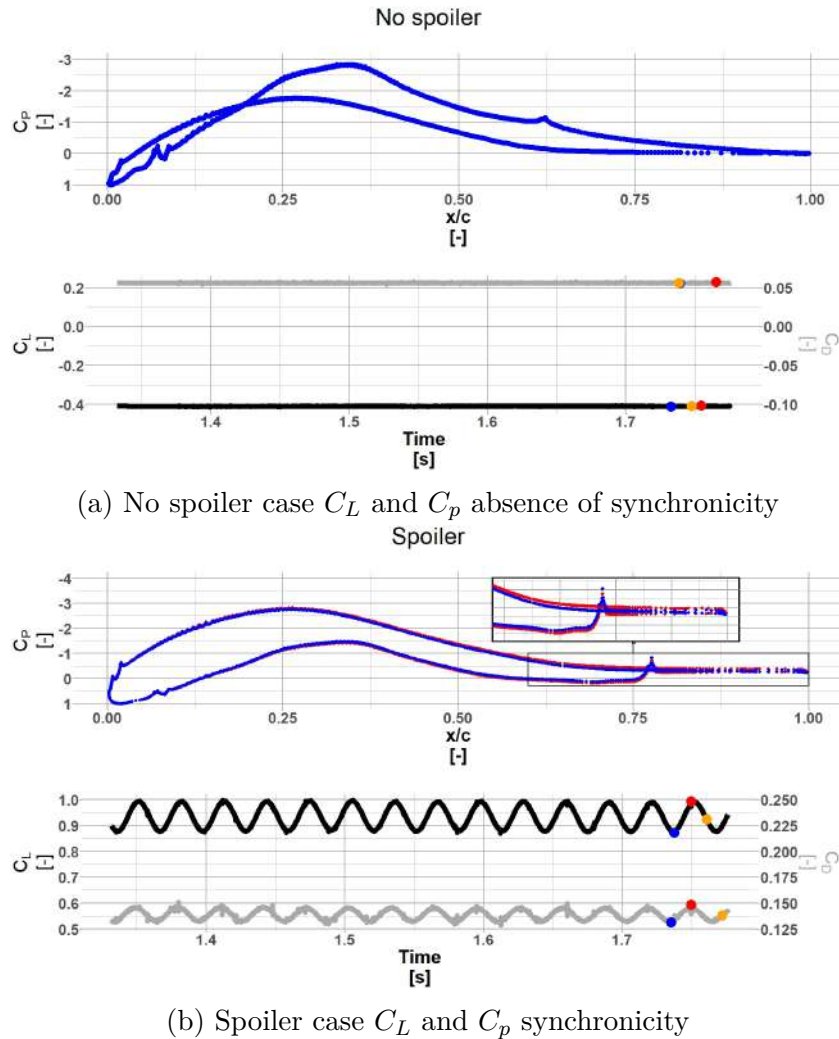 No spoiler
-3
-2
-1
0
1
C_P
[-]
0.00 0.25 0.50 0.75 1.00
x/c
[-]
0.2 0.05
0.0 0.00
-0.2 -0.05
-0.4 -0.10
C_L
[-]
C_D
[-]
1.4 1.5 1.6 1.7
Time
[s]
(a) No spoiler case C_L and C_p absence of synchronicity
Spoiler
-4
-3
-2
-1
0
1
C_P
[-]
0.00 0.25 0.50 0.75 1.00
x/c
[-]
1.0 0.250
0.9 0.225
0.8 0.200
0.7 0.175
0.6 0.150
0.5 0.125
C_L
[-]
C_D
[-]
1.4 1.5 1.6 1.7
Time
[s]
(b) Spoiler case C_L and C_p synchronicity